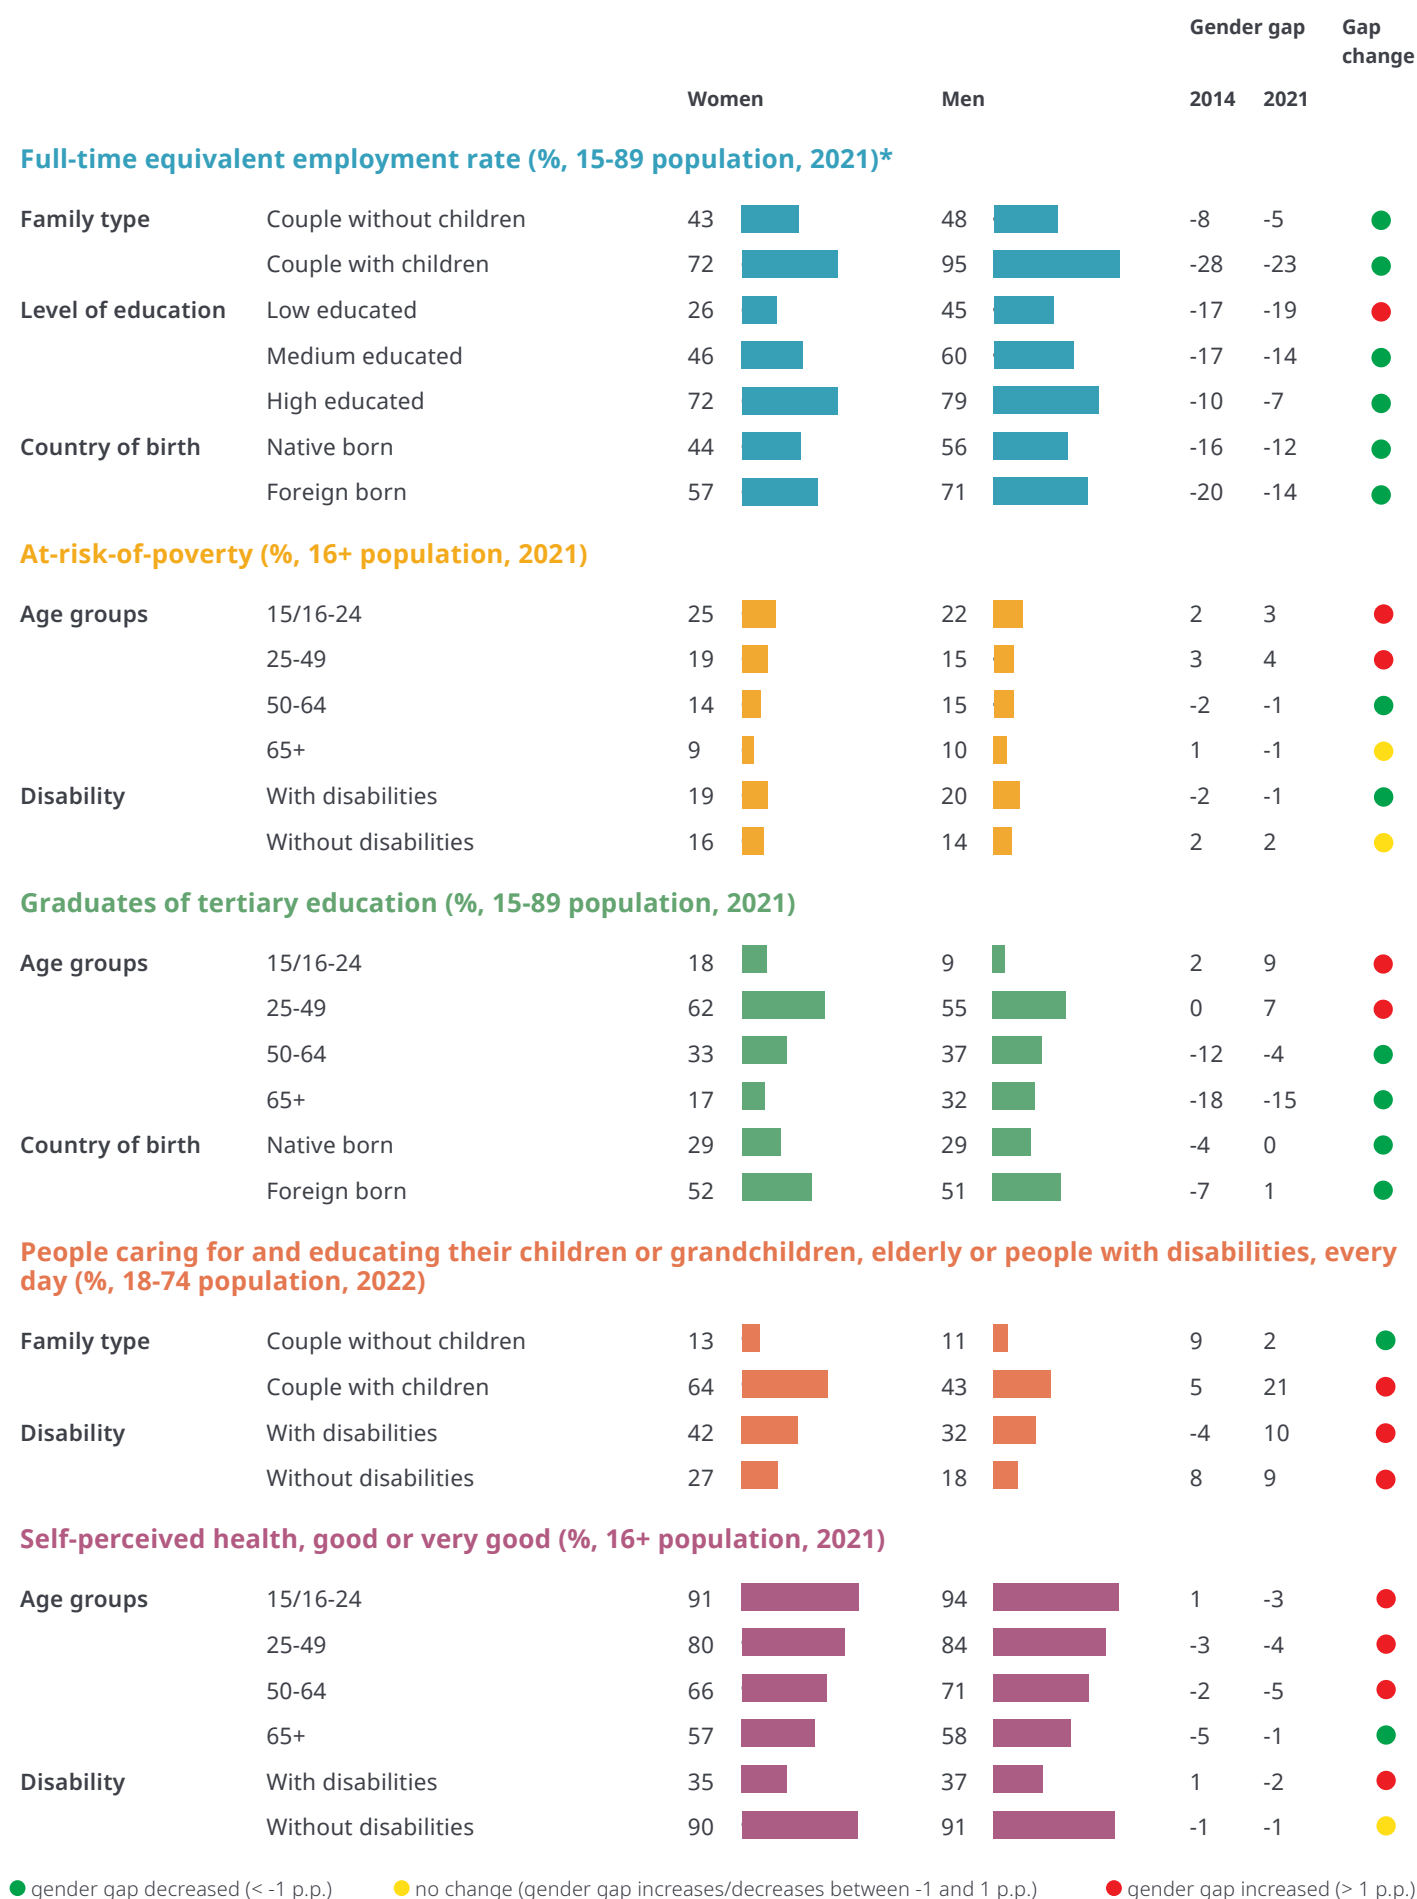 Gender gap Gap
change
Women Men 2014 2021
Full-time equivalent employment rate (%, 15-89 population, 2021)*
Family type Couple without children 43 48 -8 -5
Couple with children 72 95 -28 -23
Level of education Low educated 26 45 -17 -19
Medium educated 46 60 -17 -14
High educated 72 79 -10 -7
Country of birth Native born 44 56 -16 -12
Foreign born 57 71 -20 -14
At-risk-of-poverty (%, 16+ population, 2021)
Age groups 15/16-24 25 22 2 3
25-49 19 15 3 4
50-64 14 15 -2 -1
65+ 9 10 1 -1
Disability With disabilities 19 20 -2 -1
Without disabilities 16 14 2 2
Graduates of tertiary education (%, 15-89 population, 2021)
Age groups 15/16-24 18 9 2 9
25-49 62 55 0 7
50-64 33 37 -12 -4
65+ 17 32 -18 -15
Country of birth Native born 29 29 -4 0
Foreign born 52 51 -7 1
People caring for and educating their children or grandchildren, elderly or people with disabilities, every
day (%, 18-74 population, 2022)
Family type Couple without children 13 11 9 2
Couple with children 64 43 5 21
Disability With disabilities 42 32 -4 10
Without disabilities 27 18 8 9
Self-perceived health, good or very good (%, 16+ population, 2021)
Age groups 15/16-24 91 94 1 -3
25-49 80 84 -3 -4
50-64 66 71 -2 -5
65+ 57 58 -5 -1
Disability With disabilities 35 37 1 -2
Without disabilities 90 91 -1 -1
gender gap decreased (< -1 p.p.) no change (gender gap increases/decreases between -1 and 1 p.p.) gender gap increased (> 1 p.p.)